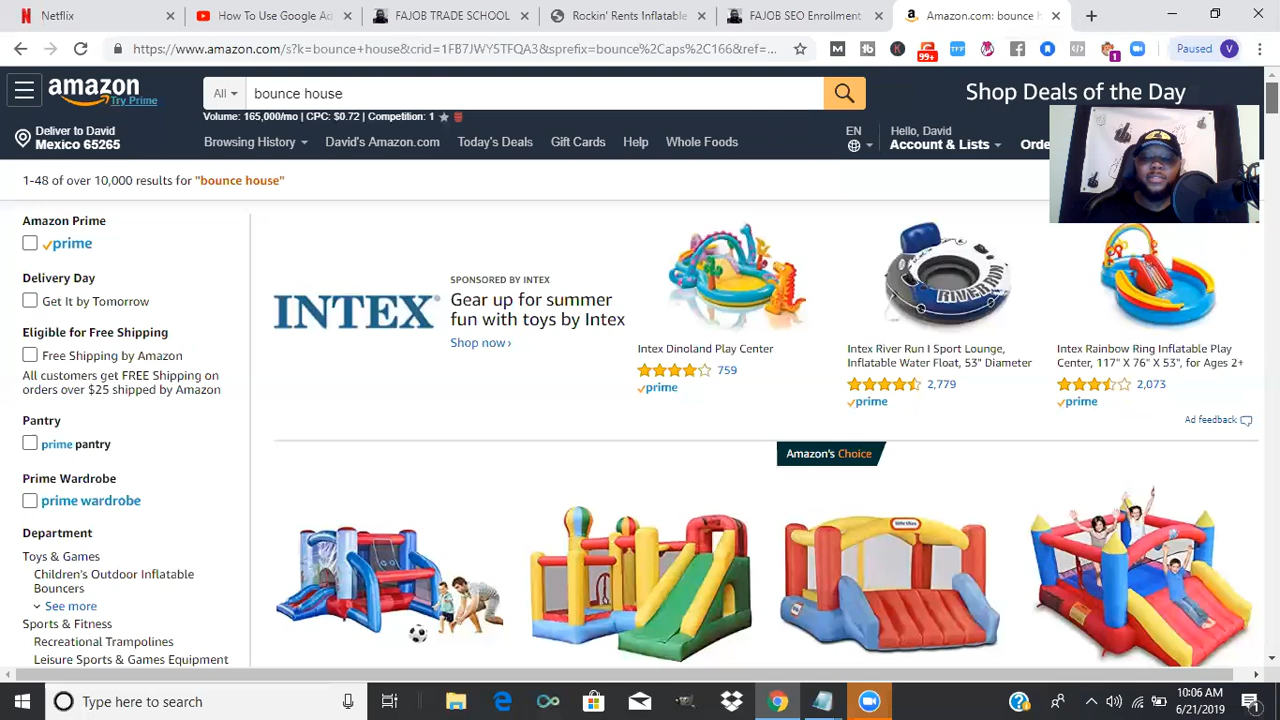 Netflix
How To Use Google Ad
FAJOB TRADE SCHOOL
Rockin' Rents Inflatable
FAJOB SEO Enrollment
Amazon.com: bounce h
https://www.amazon.com/s?k=bounce+house&crid=1FB7JWY5TFQA3&sprefix=bounce%2Caps%2C166&ref=...
99+
TFF
1
Paused
V
amazon
Try Prime
All
bounce house
Shop Deals of the Day
Volume: 165,000/mo | CPC: $0.72 | Competition: 1
Deliver to David
Mexico 65265
Browsing History
David's Amazon.com
Today's Deals
Gift Cards
Help
Whole Foods
EN
Hello, David
Account & Lists
Orde
1-48 of over 10,000 results for "bounce house"
Amazon Prime
prime
Delivery Day
Get It by Tomorrow
Eligible for Free Shipping
Free Shipping by Amazon
All customers get FREE Shipping on
orders over $25 shipped by Amazon
Pantry
prime pantry
Prime Wardrobe
prime wardrobe
Department
Toys & Games
Children's Outdoor Inflatable
Bouncers
See more
Sports & Fitness
Recreational Trampolines
Leisure Sports & Games Equipment
INTEX
SPONSORED BY INTEX
Gear up for summer
fun with toys by Intex
Shop now ›
Intex Dinoland Play Center
759
prime
RIVER RUN
Intex River Run I Sport Lounge,
Inflatable Water Float, 53" Diameter
2,779
prime
Intex Rainbow Ring Inflatable Play
Center, 117" X 76" X 53", for Ages 2+
2,073
prime
Ad feedback
Amazon's Choice
little tikes
Type here to search
10:06 AM
6/21/2019
1